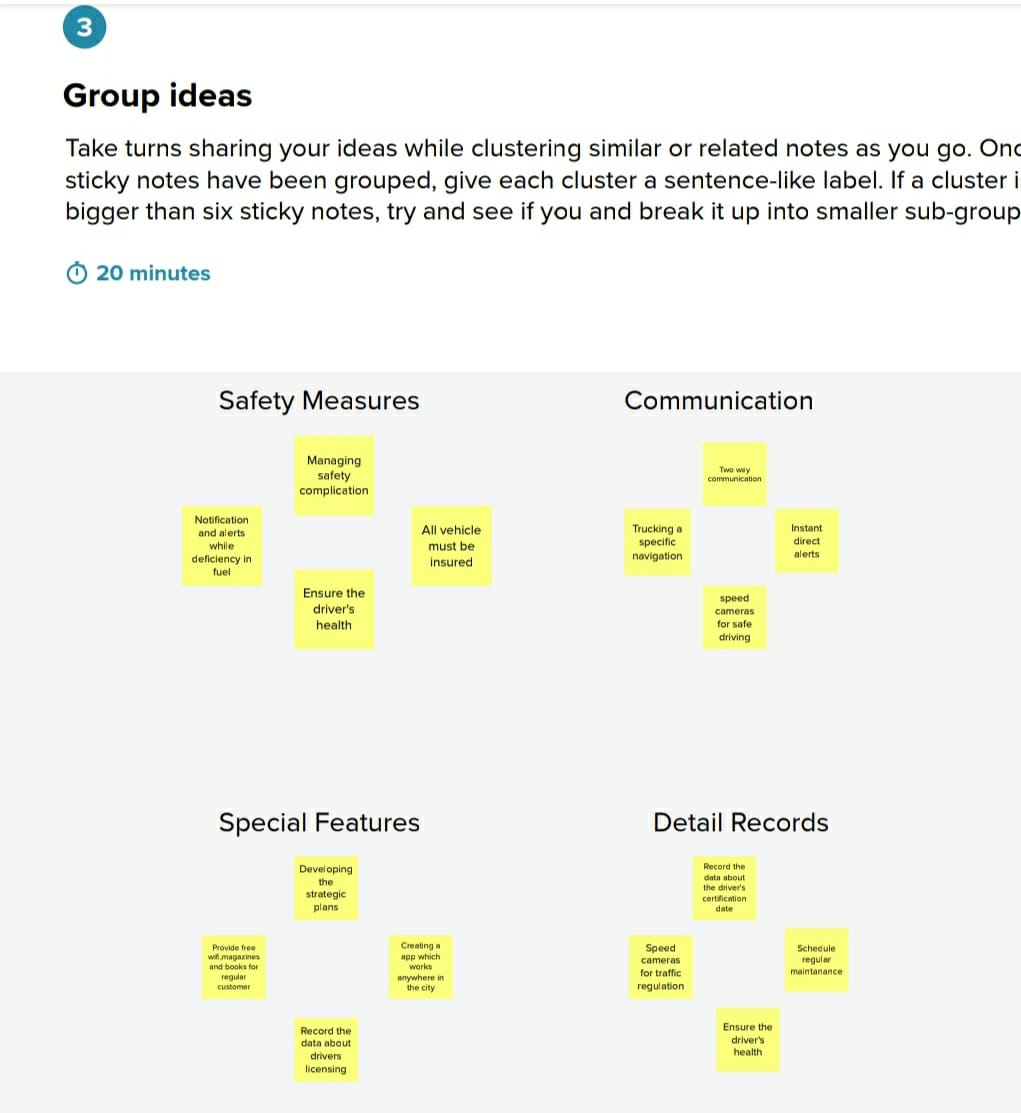 3
Group ideas
Take turns sharing your ideas while clustering similar or related notes as you go. Onc
sticky notes have been grouped, give each cluster a sentence-like label. If a cluster i
bigger than six sticky notes, try and see if you and break it up into smaller sub-group
20 minutes
Safety Measures
Managing
safety
complication
Notification
and alerts
while
deficiency in
fuel
All vehicle
must be
insured
Ensure the
driver's
health
Communication
Two way
communication
Trucking a
specific
navigation
Instant
direct
alerts
speed
cameras
for safe
driving
Special Features
Developing
the
strategic
plans
Provide free
wifi,magazines
and books for
regular
customer
Creating a
app which
works
anywhere in
the city
Record the
data about
drivers
licensing
Detail Records
Record the
data about
the driver's
certification
date
Speed
cameras
for traffic
regulation
Schedule
regular
maintanance
Ensure the
driver's
health